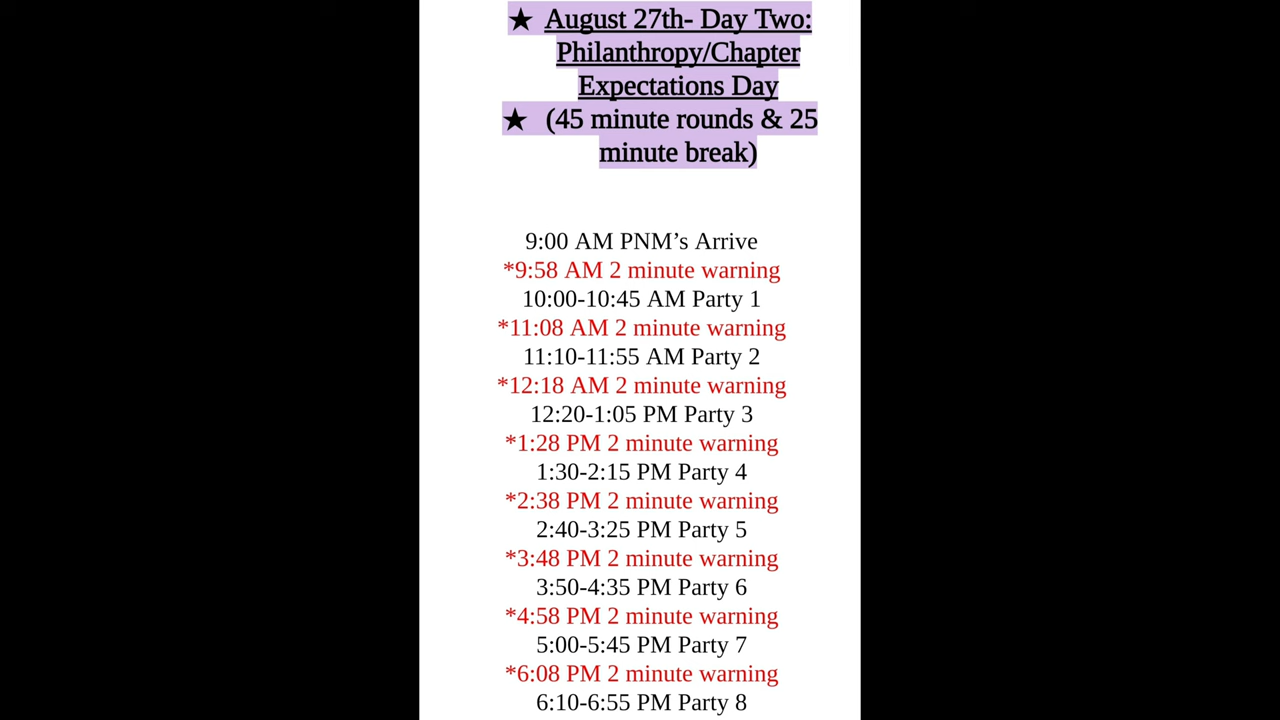 ★ August 27th- Day Two:
Philanthropy/Chapter
Expectations Day
★ (45 minute rounds & 25
minute break)
9:00 AM PNM’s Arrive
*9:58 AM 2 minute warning
10:00-10:45 AM Party 1
*11:08 AM 2 minute warning
11:10-11:55 AM Party 2
*12:18 AM 2 minute warning
12:20-1:05 PM Party 3
*1:28 PM 2 minute warning
1:30-2:15 PM Party 4
*2:38 PM 2 minute warning
2:40-3:25 PM Party 5
*3:48 PM 2 minute warning
3:50-4:35 PM Party 6
*4:58 PM 2 minute warning
5:00-5:45 PM Party 7
*6:08 PM 2 minute warning
6:10-6:55 PM Party 8